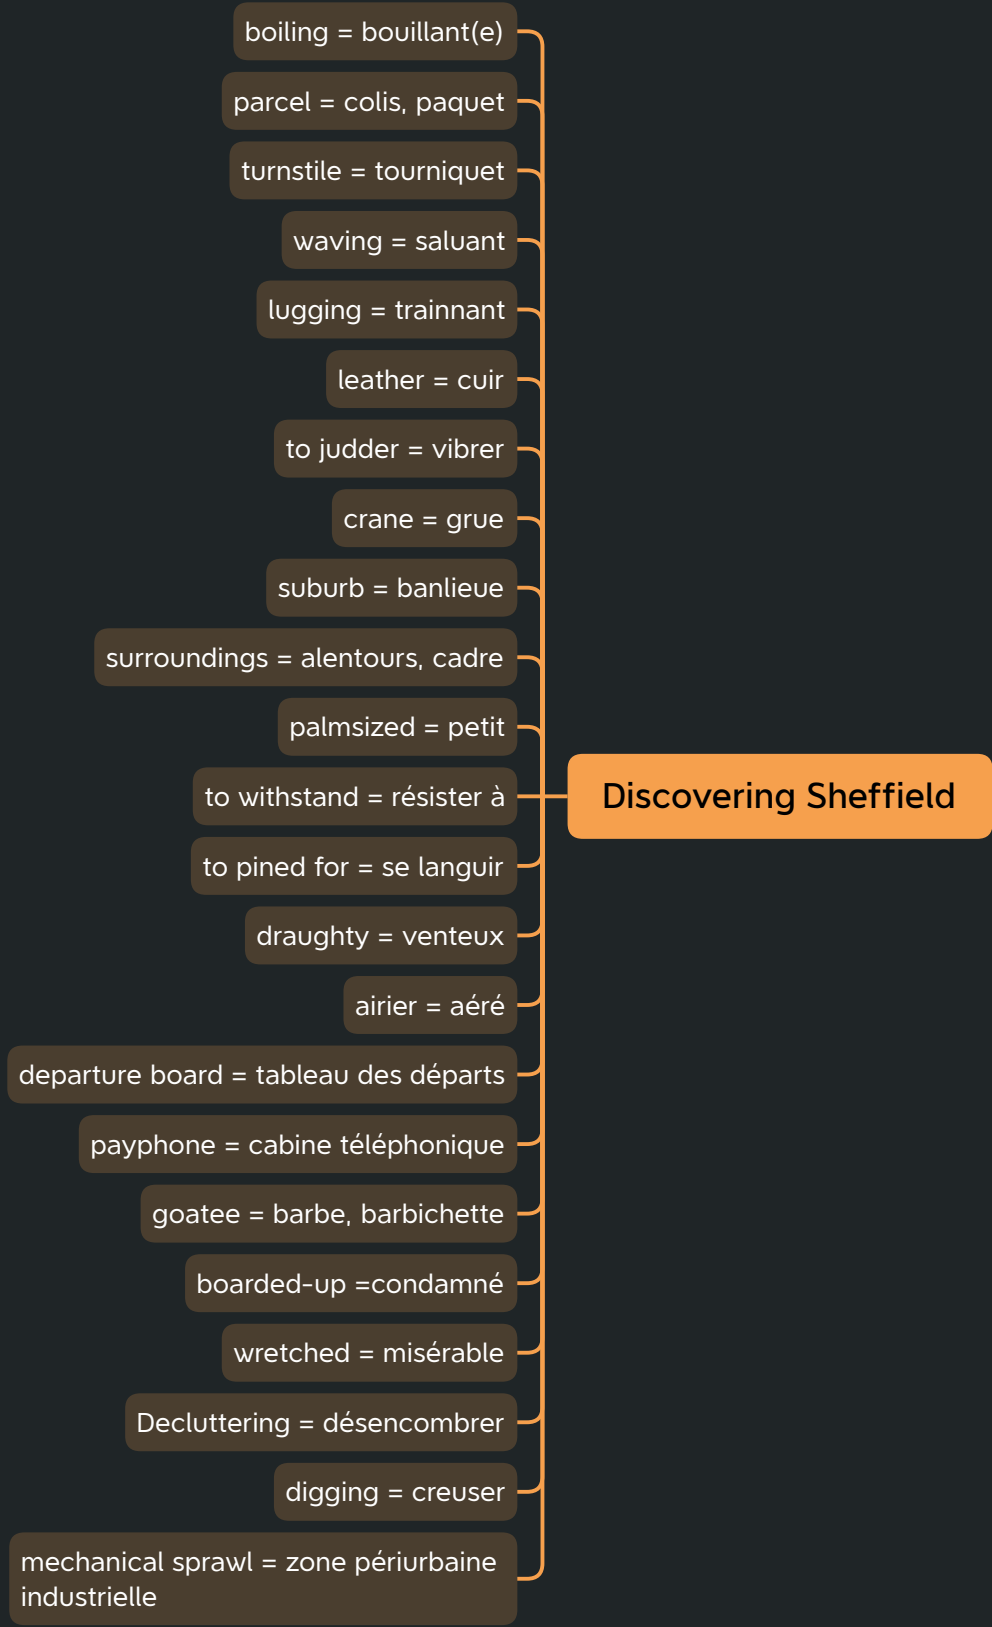 boiling = bouillant(e)
parcel = colis, paquet
turnstile = tourniquet
waving = saluant
lugging = trainnant
leather = cuir
to judder = vibrer
crane = grue
suburb = banlieue
surroundings = alentours, cadre
palmsized = petit
to withstand = résister à
Discovering Sheffield
to pined for = se languir
draughty = venteux
airier = aéré
departure board = tableau des départs
payphone = cabine téléphonique
goatee = barbe, barbichette
boarded-up =condamné
wretched = misérable
Decluttering = désencombrer
digging = creuser
mechanical sprawl = zone périurbaine
industrielle